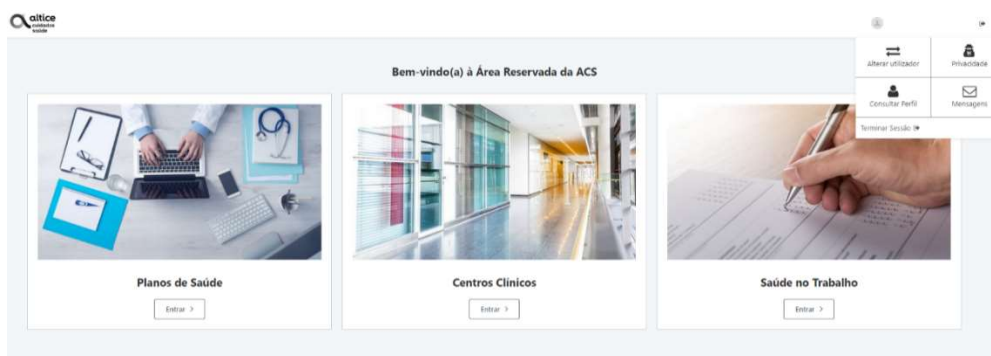 altice
cuidados
saúde
Alterar utilizador
Privacidade
Bem-vindo(a) à Área Reservada da ACS
Consultar Perfil
Mensagens
Terminar Sessão
Planos de Saúde
Centros Clínicos
Saúde no Trabalho
Entrar >
Entrar >
Entrar >